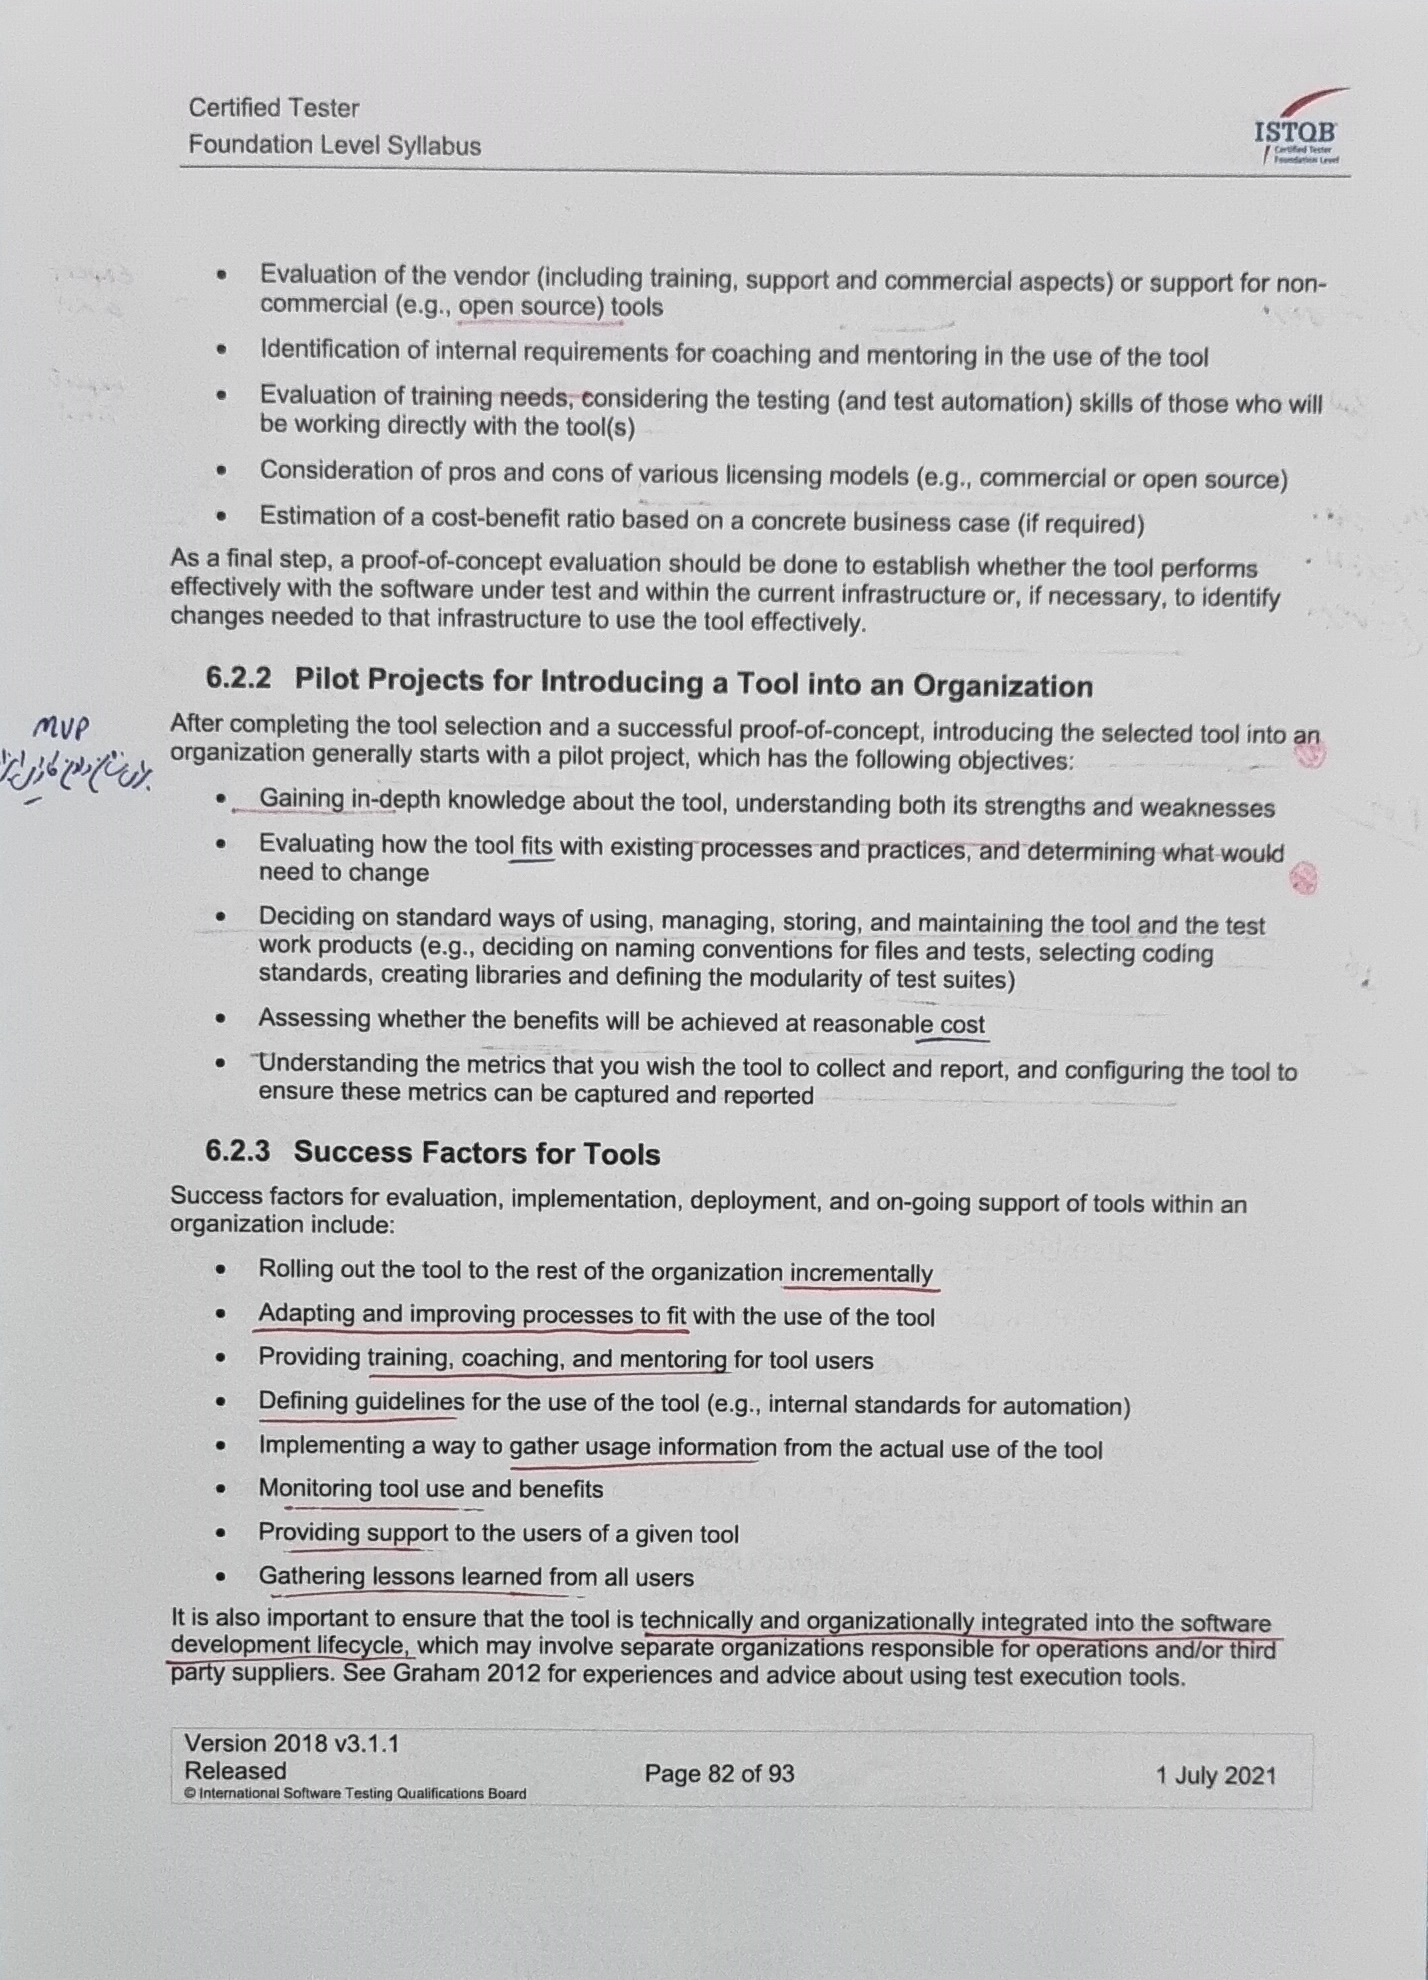 Certified Tester
Foundation Level Syllabus
ISTQB
Certified Tester
Foundation Level
• Evaluation of the vendor (including training, support and commercial aspects) or support for non-
commercial (e.g., open source) tools
• Identification of internal requirements for coaching and mentoring in the use of the tool
• Evaluation of training needs, considering the testing (and test automation) skills of those who will
be working directly with the tool(s)
• Consideration of pros and cons of various licensing models (e.g., commercial or open source)
• Estimation of a cost-benefit ratio based on a concrete business case (if required)
As a final step, a proof-of-concept evaluation should be done to establish whether the tool performs
effectively with the software under test and within the current infrastructure or, if necessary, to identify
changes needed to that infrastructure to use the tool effectively.
6.2.2 Pilot Projects for Introducing a Tool into an Organization
MVP
After completing the tool selection and a successful proof-of-concept, introducing the selected tool into an
organization generally starts with a pilot project, which has the following objectives:
• Gaining in-depth knowledge about the tool, understanding both its strengths and weaknesses
• Evaluating how the tool fits with existing processes and practices, and determining what would
need to change
• Deciding on standard ways of using, managing, storing, and maintaining the tool and the test
work products (e.g., deciding on naming conventions for files and tests, selecting coding
standards, creating libraries and defining the modularity of test suites)
• Assessing whether the benefits will be achieved at reasonable cost
• Understanding the metrics that you wish the tool to collect and report, and configuring the tool to
ensure these metrics can be captured and reported
6.2.3 Success Factors for Tools
Success factors for evaluation, implementation, deployment, and on-going support of tools within an
organization include:
• Rolling out the tool to the rest of the organization incrementally
• Adapting and improving processes to fit with the use of the tool
• Providing training, coaching, and mentoring for tool users
• Defining guidelines for the use of the tool (e.g., internal standards for automation)
• Implementing a way to gather usage information from the actual use of the tool
• Monitoring tool use and benefits
• Providing support to the users of a given tool
• Gathering lessons learned from all users
It is also important to ensure that the tool is technically and organizationally integrated into the software
development lifecycle, which may involve separate organizations responsible for operations and/or third
party suppliers. See Graham 2012 for experiences and advice about using test execution tools.
Version 2018 v3.1.1
Released
© International Software Testing Qualifications Board
Page 82 of 93
1 July 2021